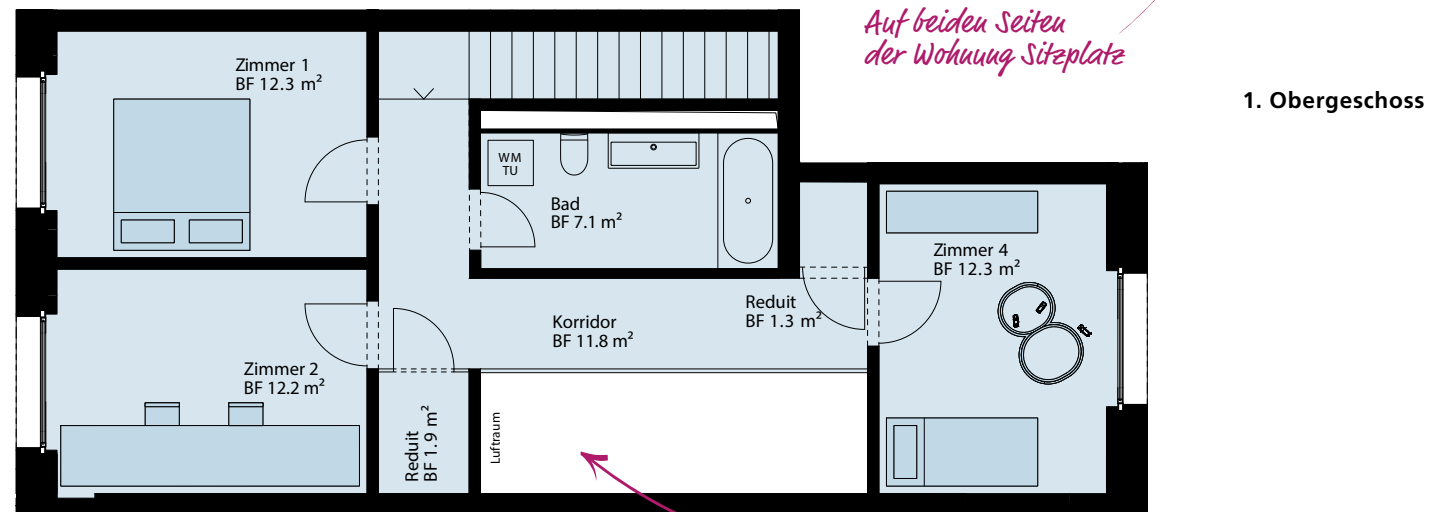 Auf beiden Seiten
der Wohnung Sitzplatz
1. Obergeschoss
Zimmer 1
BF 12.3 m²
WM
TU
Bad
BF 7.1 m²
Zimmer 4
BF 12.3 m²
Reduit
BF 1.3 m²
Korridor
BF 11.8 m²
Zimmer 2
BF 12.2 m²
Reduit
BF 1.9 m²
Luftraum